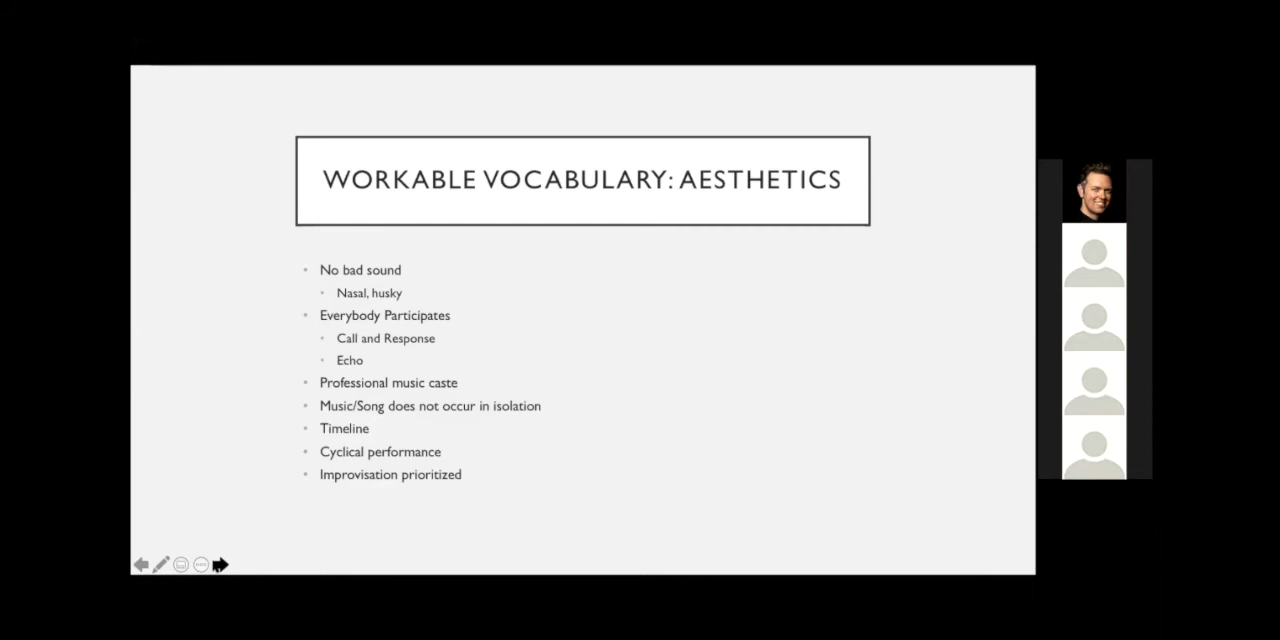 WORKABLE VOCABULARY: AESTHETICS
No bad sound
Nasal, husky
Everybody Participates
Call and Response
Echo
Professional music caste
Music/Song does not occur in isolation
Timeline
Cyclical performance
Improvisation prioritized